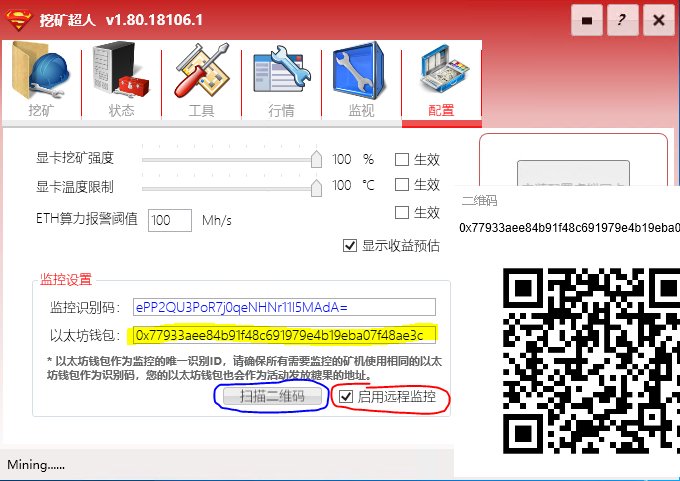 挖矿超人 v1.80.18106.1
挖矿
状态
工具
行情
监视
配置
显卡挖矿强度 100 % 生效
显卡温度限制 100 °C 生效
ETH算力报警阈值 100 Mh/s 生效
显示收益预估
二维码
0x77933aee84b91f48c691979e4b19eba0
监控设置
监控识别码: ePP2QU3PoR7j0qeNHNr11I5MAdA=
以太坊钱包: 0x77933aee84b91f48c691979e4b19eba07f48ae3c
* 以太坊钱包作为监控的唯一识别ID，请确保所有需要监控的矿机使用相同的以太
坊钱包作为识别码，您的以太坊钱包也会作为活动发放糖果的地址。
扫描二维码 启用远程监控
Mining......